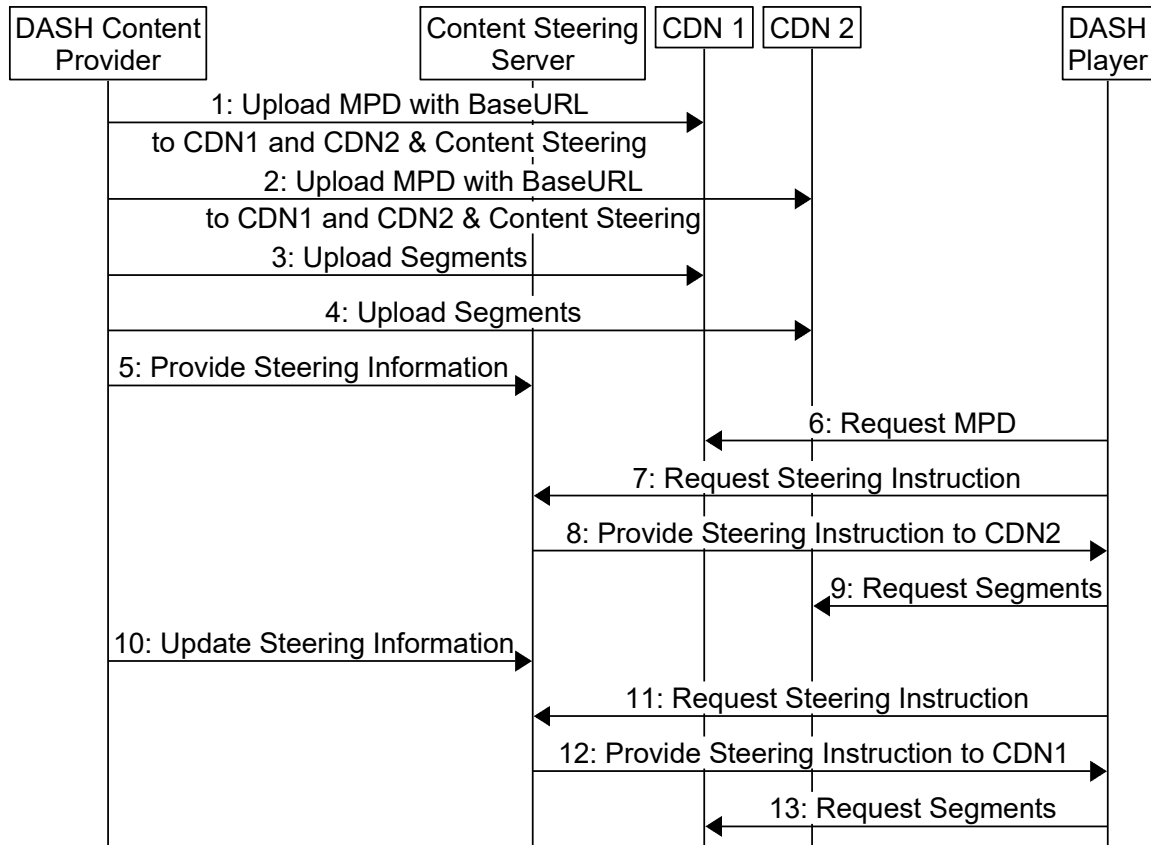 DASH Content
Provider
Content Steering
Server
CDN 1
CDN 2
DASH
Player
1: Upload MPD with BaseURL
to CDN1 and CDN2 & Content Steering
2: Upload MPD with BaseURL
to CDN1 and CDN2 & Content Steering
3: Upload Segments
4: Upload Segments
5: Provide Steering Information
6: Request MPD
7: Request Steering Instruction
8: Provide Steering Instruction to CDN2
9: Request Segments
10: Update Steering Information
11: Request Steering Instruction
12: Provide Steering Instruction to CDN1
13: Request Segments